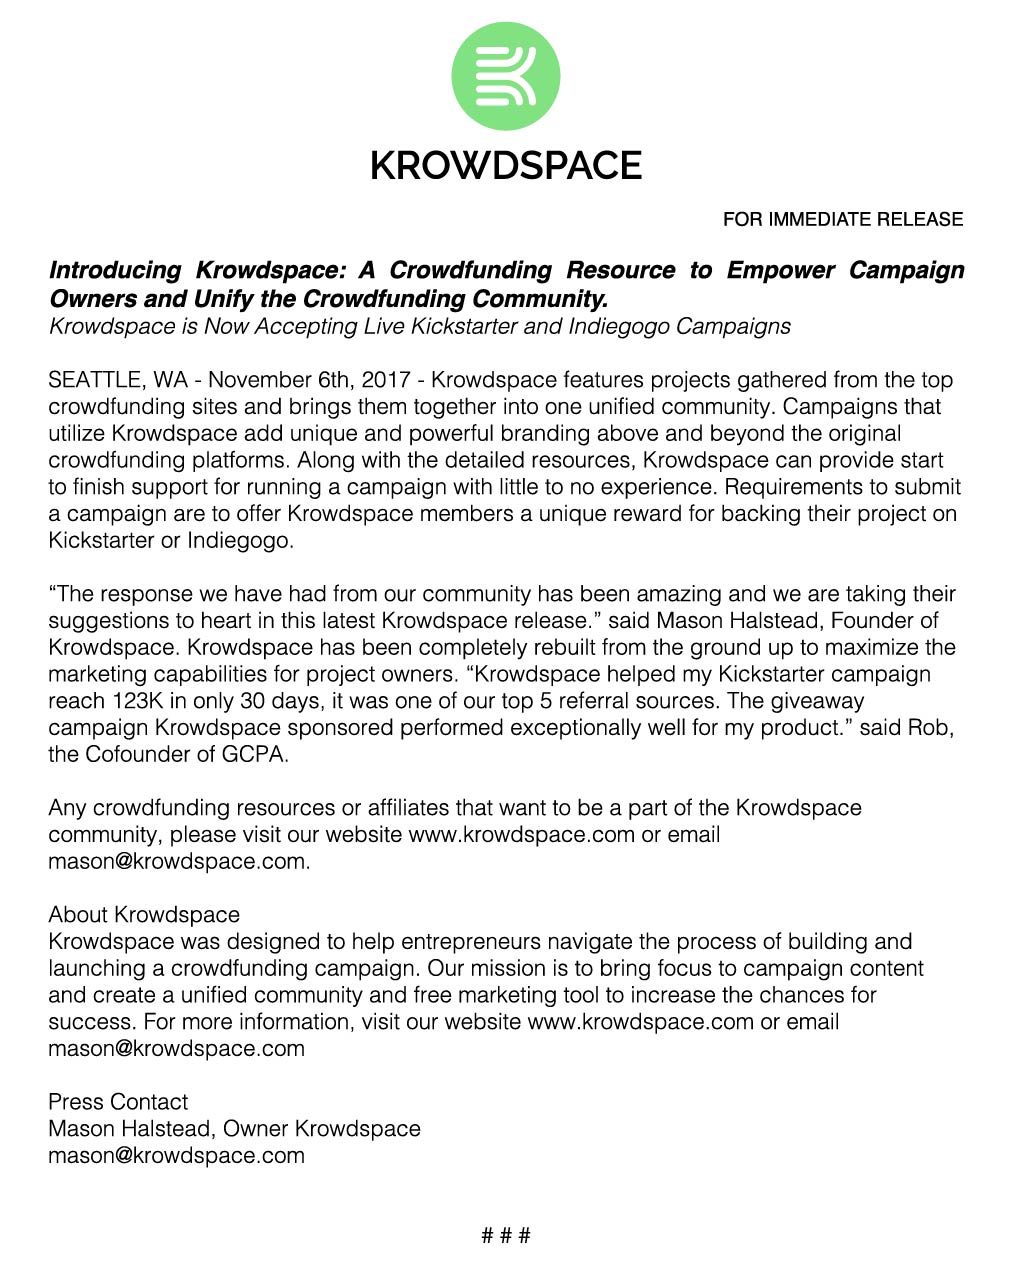 KROWDSPACE
FOR IMMEDIATE RELEASE
Introducing Krowdspace: A Crowdfunding Resource to Empower Campaign
Owners and Unify the Crowdfunding Community.
Krowdspace is Now Accepting Live Kickstarter and Indiegogo Campaigns
SEATTLE, WA - November 6th, 2017 - Krowdspace features projects gathered from the top
crowdfunding sites and brings them together into one unified community. Campaigns that
utilize Krowdspace add unique and powerful branding above and beyond the original
crowdfunding platforms. Along with the detailed resources, Krowdspace can provide start
to finish support for running a campaign with little to no experience. Requirements to submit
a campaign are to offer Krowdspace members a unique reward for backing their project on
Kickstarter or Indiegogo.
“The response we have had from our community has been amazing and we are taking their
suggestions to heart in this latest Krowdspace release.” said Mason Halstead, Founder of
Krowdspace. Krowdspace has been completely rebuilt from the ground up to maximize the
marketing capabilities for project owners. “Krowdspace helped my Kickstarter campaign
reach 123K in only 30 days, it was one of our top 5 referral sources. The giveaway
campaign Krowdspace sponsored performed exceptionally well for my product.” said Rob,
the Cofounder of GCPA.
Any crowdfunding resources or affiliates that want to be a part of the Krowdspace
community, please visit our website www.krowdspace.com or email
mason@krowdspace.com.
About Krowdspace
Krowdspace was designed to help entrepreneurs navigate the process of building and
launching a crowdfunding campaign. Our mission is to bring focus to campaign content
and create a unified community and free marketing tool to increase the chances for
success. For more information, visit our website www.krowdspace.com or email
mason@krowdspace.com
Press Contact
Mason Halstead, Owner Krowdspace
mason@krowdspace.com
# # #